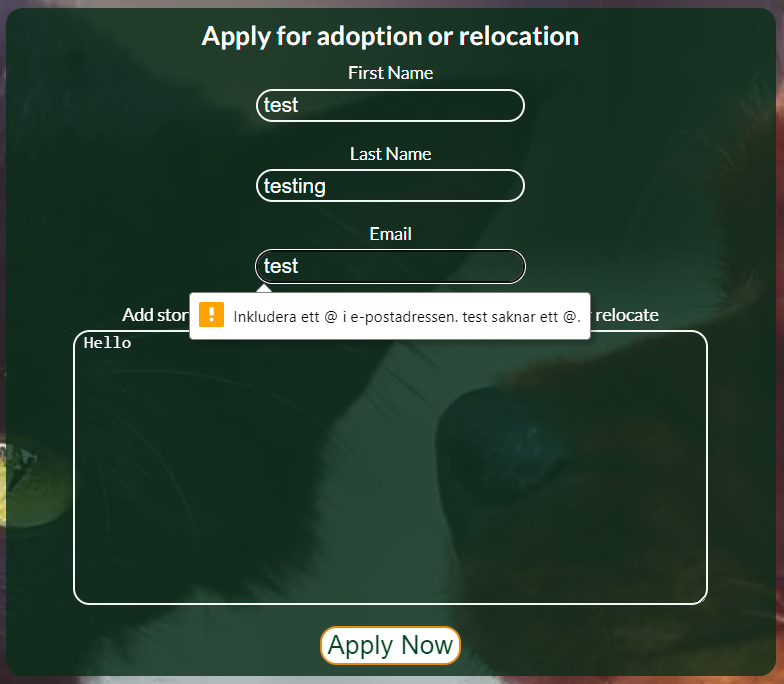 Apply for adoption or relocation
First Name
test
Last Name
testing
Email
test
Inkludera ett @ i e-postadressen. test saknar ett @.
Add stor relocate
Hello
Apply Now